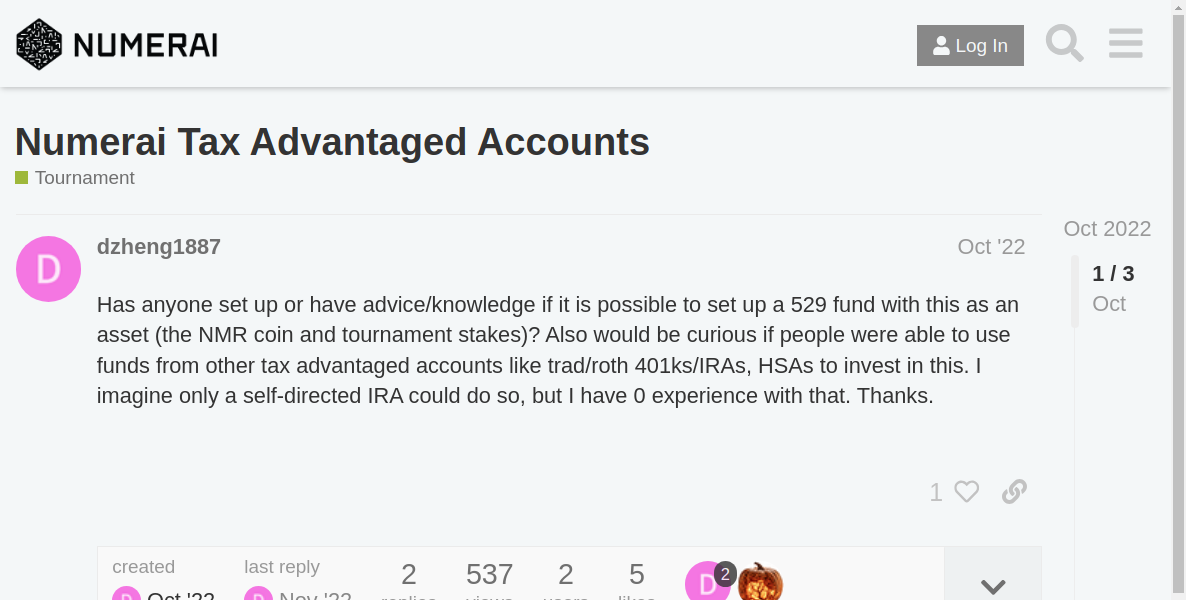 NUMERAI
Log In
Numerai Tax Advantaged Accounts
Tournament
Oct 2022
dzheng1887
Oct '22
1 / 3
Oct
D
Has anyone set up or have advice/knowledge if it is possible to set up a 529 fund with this as an
asset (the NMR coin and tournament stakes)? Also would be curious if people were able to use
funds from other tax advantaged accounts like trad/roth 401ks/IRAs, HSAs to invest in this. I
imagine only a self-directed IRA could do so, but I have 0 experience with that. Thanks.
1
created
last reply
2
537
2
5
D
2
D
Oct '22
D
Nov '22
replies
views
users
likes